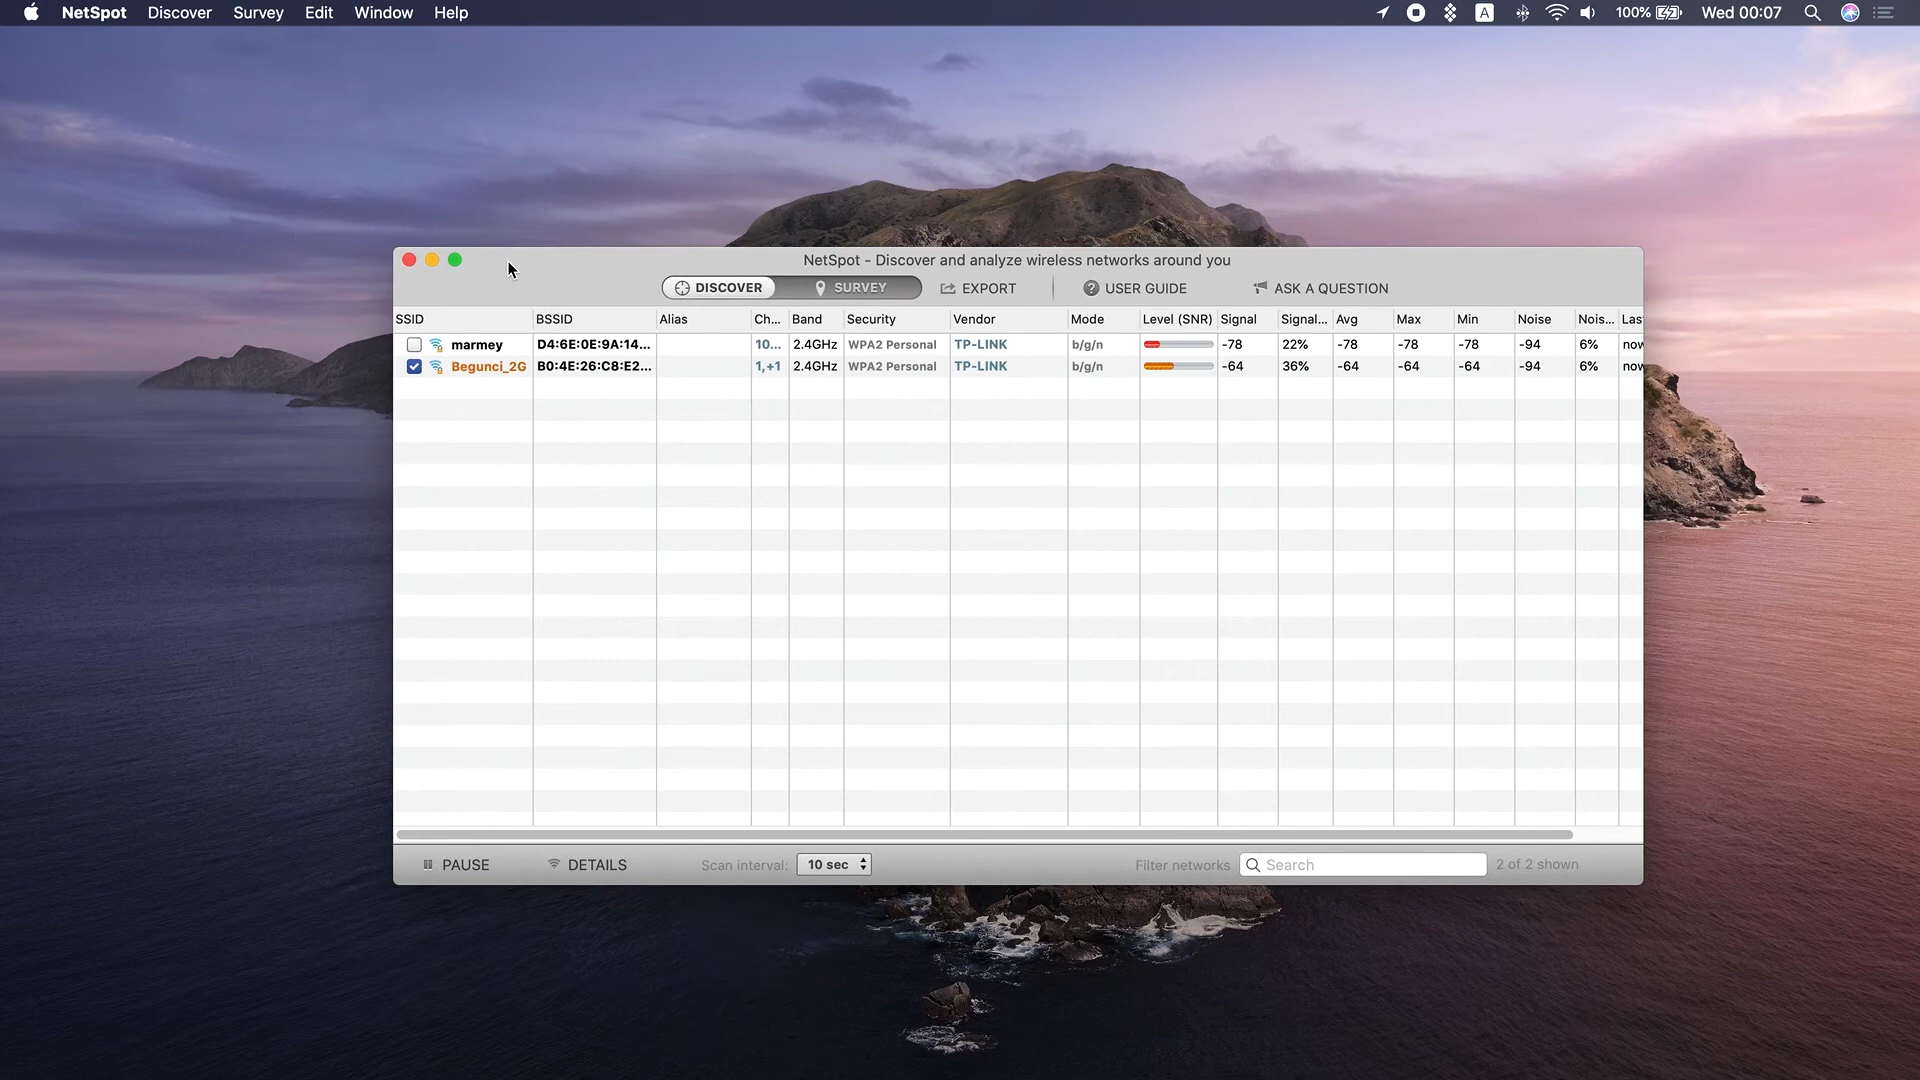 NetSpot Discover Survey Edit Window Help A 100% Wed 00:07
NetSpot - Discover and analyze wireless networks around you
DISCOVER SURVEY EXPORT ? USER GUIDE ASK A QUESTION
SSID BSSID Alias Ch... Band Security Vendor Mode Level (SNR) Signal Signal... Avg Max Min Noise Nois... Las
marmey D4:6E:0E:9A:14... 10... 2.4GHz WPA2 Personal TP-LINK b/g/n -78 22% -78 -78 -78 -94 6% now
Begunci_2G B0:4E:26:C8:E2... 1,+1 2.4GHz WPA2 Personal TP-LINK b/g/n -64 36% -64 -64 -64 -94 6% now
PAUSE DETAILS Scan interval: 10 sec Filter networks Search 2 of 2 shown